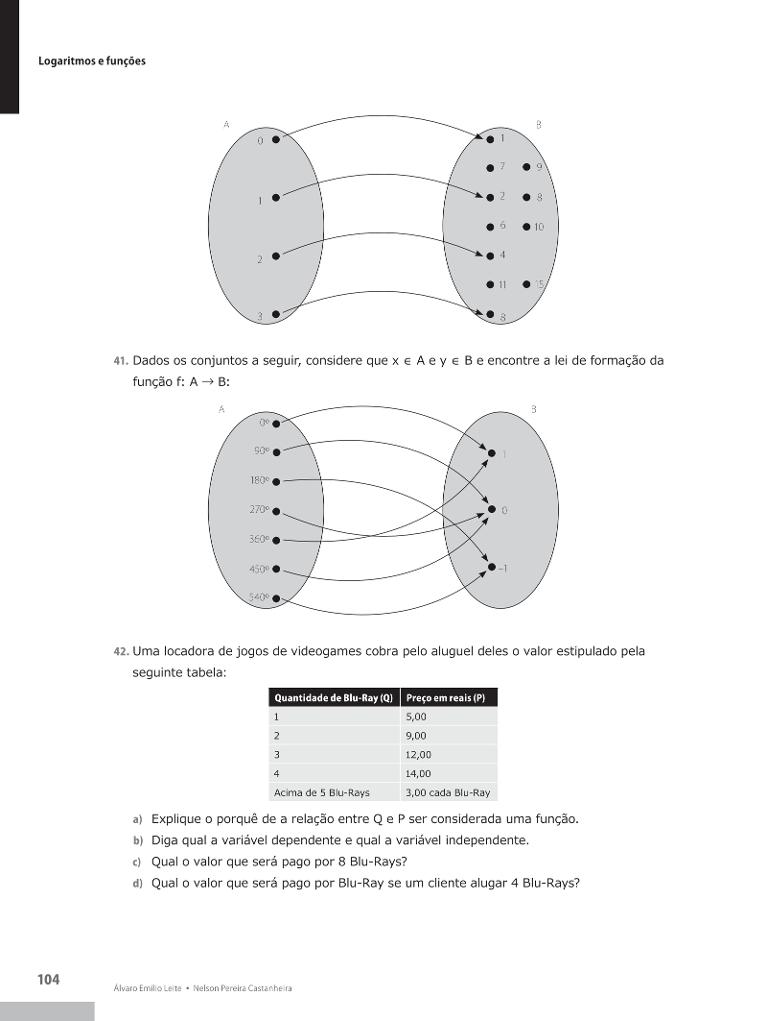 Logaritmos e funções
A B
0 1
7 9
1 2 8
6 10
2 4
11 15
3 8
41. Dados os conjuntos a seguir, considere que x ∈ A e y ∈ B e encontre a lei de formação da
função f: A → B:
A B
0º
90º 1
180º
270º 0
360º
450º –1
540º
42. Uma locadora de jogos de videogames cobra pelo aluguel deles o valor estipulado pela
seguinte tabela:
Quantidade de Blu-Ray (Q) Preço em reais (P)
1 5,00
2 9,00
3 12,00
4 14,00
Acima de 5 Blu-Rays 3,00 cada Blu-Ray
a) Explique o porquê de a relação entre Q e P ser considerada uma função.
b) Diga qual a variável dependente e qual a variável independente.
c) Qual o valor que será pago por 8 Blu-Rays?
d) Qual o valor que será pago por Blu-Ray se um cliente alugar 4 Blu-Rays?
104
Álvaro Emílio Leite • Nelson Pereira Castanheira